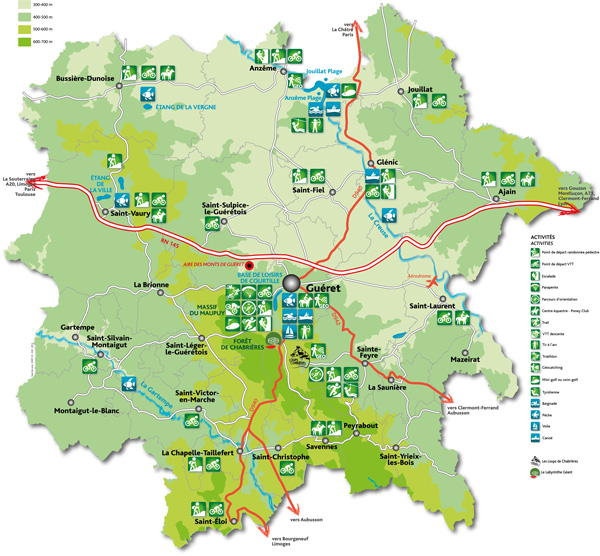 300-400 m
400-500 m
500-600 m
600-700 m
vers
La Châtre
Paris
Anzême
Jouillat Plage
Bussière-Dunoise
Anzême Plage
Jouillat
ÉTANG DE LA VERGNE
Glénic
vers
La Souterraine
A20, Limoges
Paris
Toulouse
ÉTANG
DE LA VILLE
Saint-Fiel
Ajain
vers Gouzon
Montluçon, A71,
Clermont-Ferrand
Saint-Vaury
Saint-Sulpice-
le-Guérétois
D940
La Creuse
RN 145
AIRE DES MONTS DE GUÉRET
BASE DE LOISIRS
DE COURTILLE
Aérodrome
Guéret
La Brionne
MASSIF
DU MAUPUY
Saint-Laurent
D942
Gartempe
Saint-Silvain-
Montaigut
Saint-Léger-
le-Guérétois
FORÊT
DE CHABRIÈRES
Sainte-
Feyre
Mazeirat
La Saunière
La Gartempe
Saint-Victor-
en-Marche
D940
vers Clermont-Ferrand
Aubusson
Montaigut-le-Blanc
Peyrabout
Savennes
La Chapelle-Taillefert
Saint-Christophe
Saint-Yrieix-
les-Bois
Saint-Éloi
vers Aubusson
vers Bourganeuf
Limoges
ACTIVITÉS
ACTIVITIES
Point de départ randonnée pédestre
Point de départ VTT
Escalade
Parapente
Parcours d'orientation
Centre équestre - Poney Club
Trail
VTT descente
Tir à l'arc
Triathlon
Géocatching
Mini golf ou swin golf
Tyrolienne
Baignade
Pêche
Voile
Canoë
Les Loups de Chabrières
Le Labyrinthe Géant